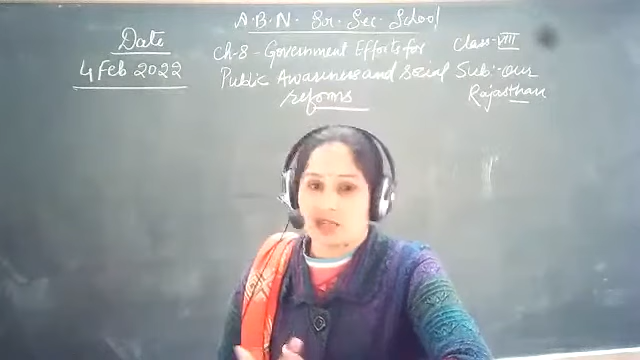 A.B.N. Sr. Sec. School
Date
4 Feb 2022
Ch-8 - Government Efforts for
Public Awareness and Social
reforms
Class - VIII
Sub:- our
Rajasthan